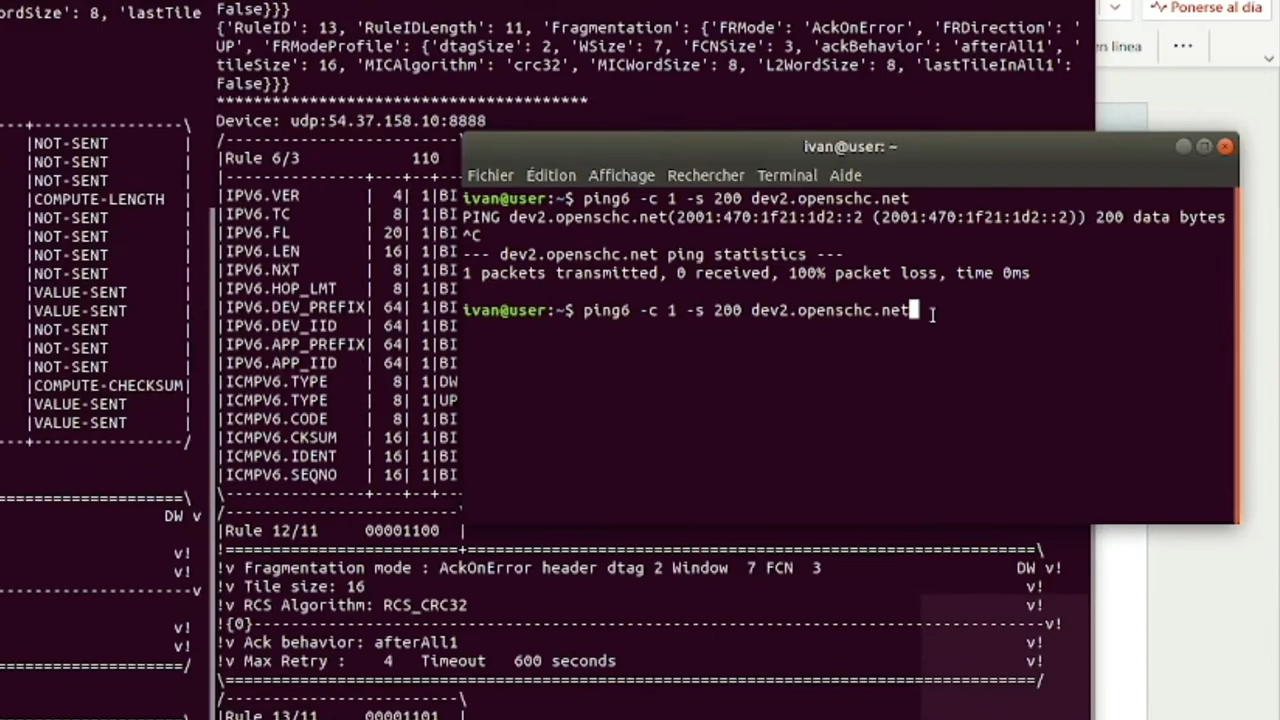 ordSize': 8, 'lastTile
|NOT-SENT
|NOT-SENT
|NOT-SENT
|COMPUTE-LENGTH
|NOT-SENT
|NOT-SENT
|NOT-SENT
|NOT-SENT
|VALUE-SENT
|VALUE-SENT
|NOT-SENT
|NOT-SENT
|NOT-SENT
|COMPUTE-CHECKSUM|
|VALUE-SENT
|VALUE-SENT
DW v
v!
v!
v
v!
v!
False}}}
{'RuleID': 13, 'RuleIDLength': 11, 'Fragmentation': {'FRMode': 'AckOnError', 'FRDirection': '
UP', 'FRModeProfile': {'dtagSize': 2, 'WSize': 7, 'FCNSize': 3, 'ackBehavior': 'afterAll1', '
tileSize': 16, 'MICAlgorithm': 'crc32', 'MICWordSize': 8, 'L2WordSize': 8, 'lastTileInAll1':
False}}}
****************************************
Device: udp:54.37.158.10:8888
|Rule 6/3 110
|IPV6.VER | 4| 1|BI
|IPV6.TC | 8| 1|BI
|IPV6.FL | 20| 1|BI
|IPV6.LEN | 16| 1|BI
|IPV6.NXT | 8| 1|BI
|IPV6.HOP_LMT | 8| 1|BI
|IPV6.DEV_PREFIX| 64| 1|BI
|IPV6.DEV_IID | 64| 1|BI
|IPV6.APP_PREFIX| 64| 1|BI
|IPV6.APP_IID | 64| 1|BI
|ICMPV6.TYPE | 8| 1|DW
|ICMPV6.TYPE | 8| 1|UP
|ICMPV6.CODE | 8| 1|BI
|ICMPV6.CKSUM | 16| 1|BI
|ICMPV6.IDENT | 16| 1|BI
|ICMPV6.SEQNO | 16| 1|BI
|Rule 12/11 00001100 |
!v Fragmentation mode : AckOnError header dtag 2 Window 7 FCN 3 DW v!
!v Tile size: 16 v!
!v RCS Algorithm: RCS_CRC32 v!
!{0}---------------------------------------------------------------------v!
!v Ack behavior: afterAll1 v!
!v Max Retry : 4 Timeout 600 seconds v!
|Rule 13/11 00001101 |
ivan@user: ~
Fichier Édition Affichage Rechercher Terminal Aide
ivan@user:~$ ping6 -c 1 -s 200 dev2.openschc.net
PING dev2.openschc.net(2001:470:1f21:1d2::2 (2001:470:1f21:1d2::2)) 200 data bytes
^C
--- dev2.openschc.net ping statistics ---
1 packets transmitted, 0 received, 100% packet loss, time 0ms
ivan@user:~$ ping6 -c 1 -s 200 dev2.openschc.net
Ponerse al día
en línea